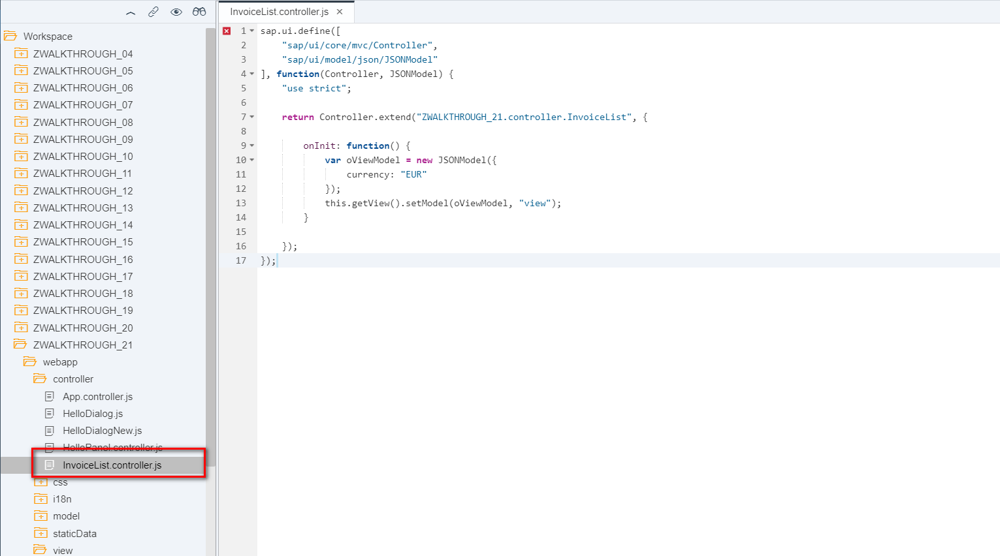 Workspace
ZWALKTHROUGH_04
ZWALKTHROUGH_05
ZWALKTHROUGH_06
ZWALKTHROUGH_07
ZWALKTHROUGH_08
ZWALKTHROUGH_09
ZWALKTHROUGH_10
ZWALKTHROUGH_11
ZWALKTHROUGH_12
ZWALKTHROUGH_13
ZWALKTHROUGH_14
ZWALKTHROUGH_15
ZWALKTHROUGH_16
ZWALKTHROUGH_17
ZWALKTHROUGH_18
ZWALKTHROUGH_19
ZWALKTHROUGH_20
ZWALKTHROUGH_21
webapp
controller
App.controller.js
HelloDialog.js
HelloDialogNew.js
HelloPanel.controller.js
InvoiceList.controller.js
css
i18n
model
staticData
view
InvoiceList.controller.js ×
1 sap.ui.define([
2 "sap/ui/core/mvc/Controller",
3 "sap/ui/model/json/JSONModel"
4 ], function(Controller, JSONModel) {
5 "use strict";
6
7 return Controller.extend("ZWALKTHROUGH_21.controller.InvoiceList", {
8
9 onInit: function() {
10 var oViewModel = new JSONModel({
11 currency: "EUR"
12 });
13 this.getView().setModel(oViewModel, "view");
14 }
15
16 });
17 });